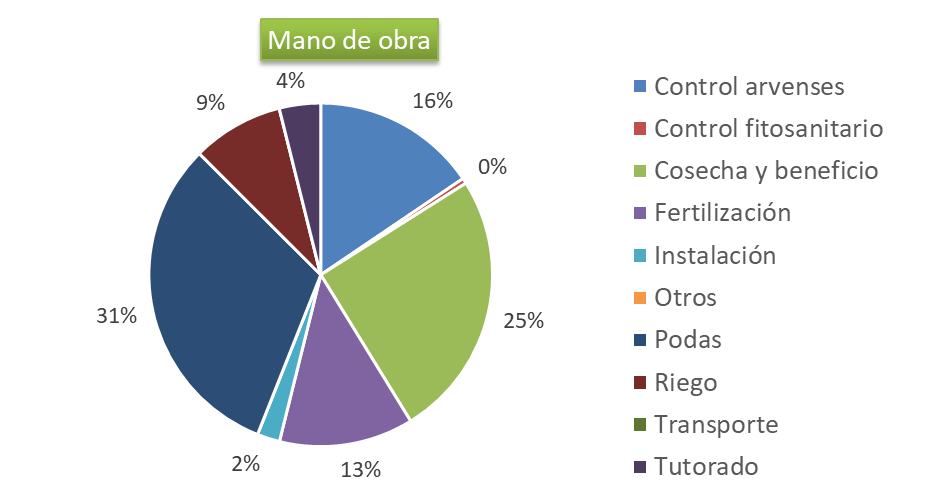 Mano de obra
4%
16%
9%
0%
31%
25%
2%
13%
Control arvenses
Control fitosanitario
Cosecha y beneficio
Fertilización
Instalación
Otros
Podas
Riego
Transporte
Tutorado